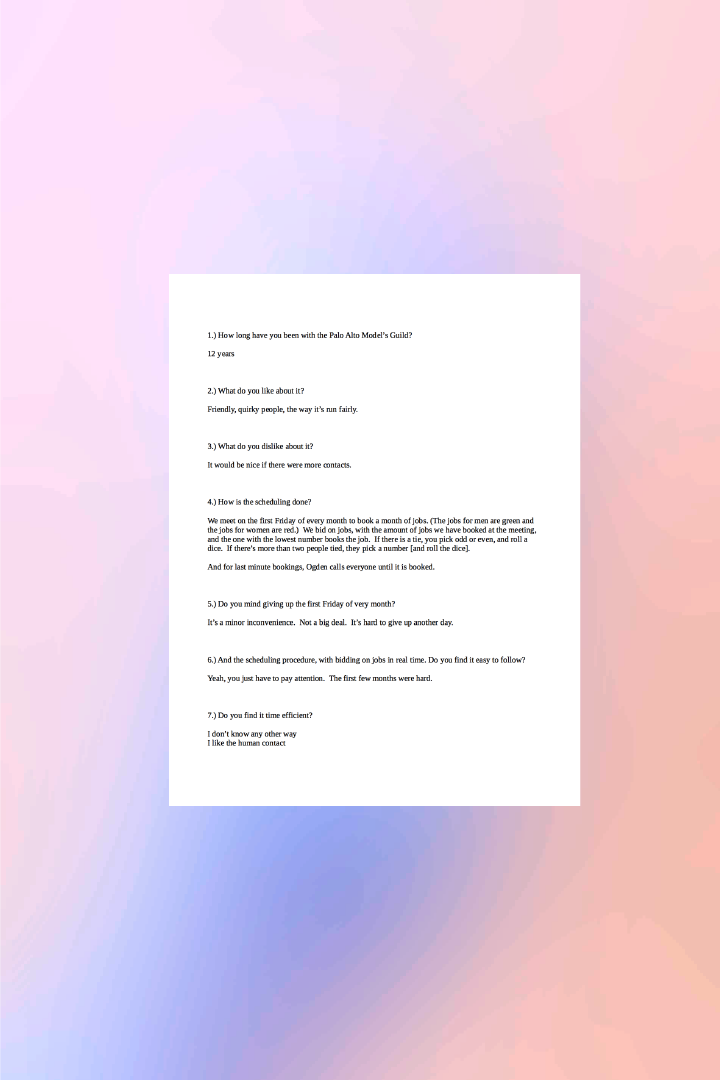 1.) How long have you been with the Palo Alto Model's Guild?
12 years
2.) What do you like about it?
Friendly, quirky people, the way it's run fairly.
3.) What do you dislike about it?
It would be nice if there were more contacts.
4.) How is the scheduling done?
We meet on the first Friday of every month to book a month of jobs. (The jobs for men are green and
the jobs for women are red.)  We bid on jobs, with the amount of jobs we have booked at the meeting,
and the one with the lowest number books the job.  If there is a tie, you pick odd or even, and roll a
dice.  If there's more than two people tied, they pick a number [and roll the dice].
And for last minute bookings, Ogden calls everyone until it is booked.
5.) Do you mind giving up the first Friday of very month?
It's a minor inconvenience.  Not a big deal.  It's hard to give up another day.
6.) And the scheduling procedure, with bidding on jobs in real time. Do you find it easy to follow?
Yeah, you just have to pay attention.  The first few months were hard.
7.) Do you find it time efficient?
I don't know any other way
I like the human contact